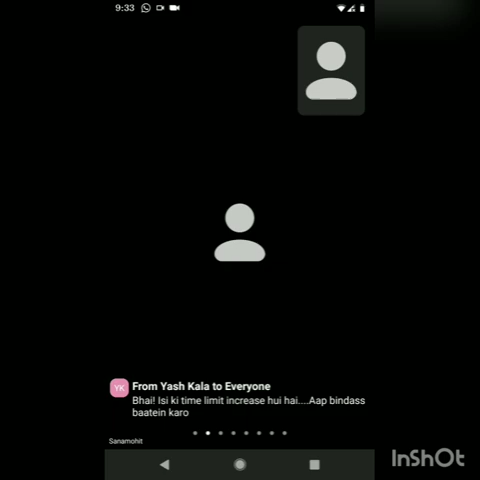 9:33
YK
From Yash Kala to Everyone
Bhai! Isi ki time limit increase hui hai....Aap bindass
baatein karo
Sanamohit
InShOt